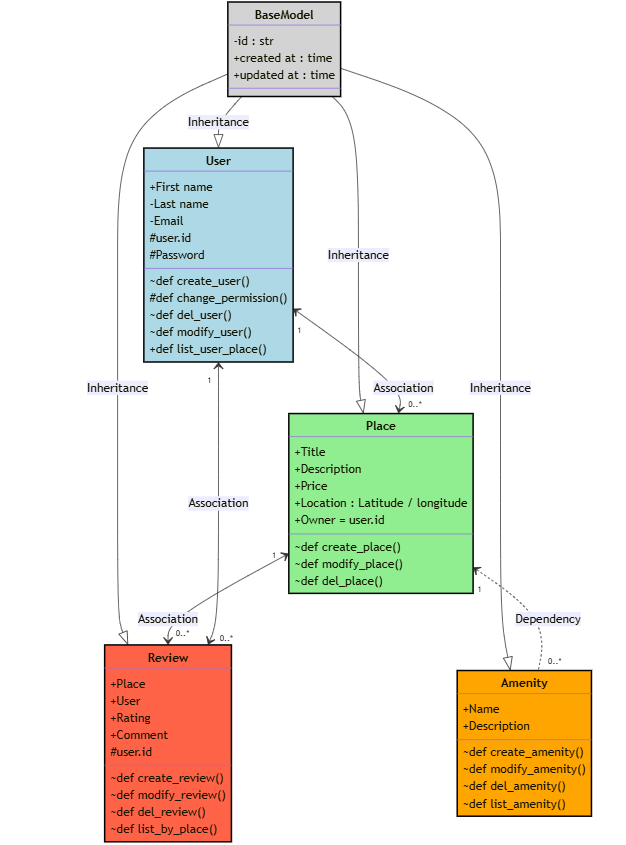 BaseModel
-id : str
+created at : time
+updated at : time
Inheritance
User
+First name
-Last name
-Email
#user.id
#Password
~def create_user()
#def change_permission()
~def del_user()
~def modify_user()
+def list_user_place()
Inheritance
1
1
Inheritance
Association
Inheritance
0..*
Place
+Title
+Description
+Price
+Location : Latitude / longitude
+Owner = user.id
~def create_place()
~def modify_place()
~def del_place()
Association
1
1
Association
Dependency
0..*
0..*
0..*
Review
+Place
+User
+Rating
+Comment
#user.id
~def create_review()
~def modify_review()
~def del_review()
~def list_by_place()
Amenity
+Name
+Description
~def create_amenity()
~def modify_amenity()
~def del_amenity()
~def list_amenity()